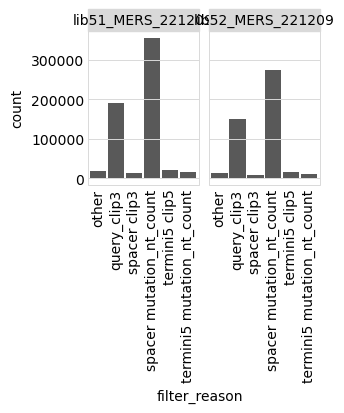 lib51_MERS_221209
lib52_MERS_221209
count
300000
200000
100000
0
other
query_clip3
spacer clip3
spacer mutation_nt_count
termini5 clip5
termini5 mutation_nt_count
other
query_clip3
spacer clip3
spacer mutation_nt_count
termini5 clip5
termini5 mutation_nt_count
filter_reason